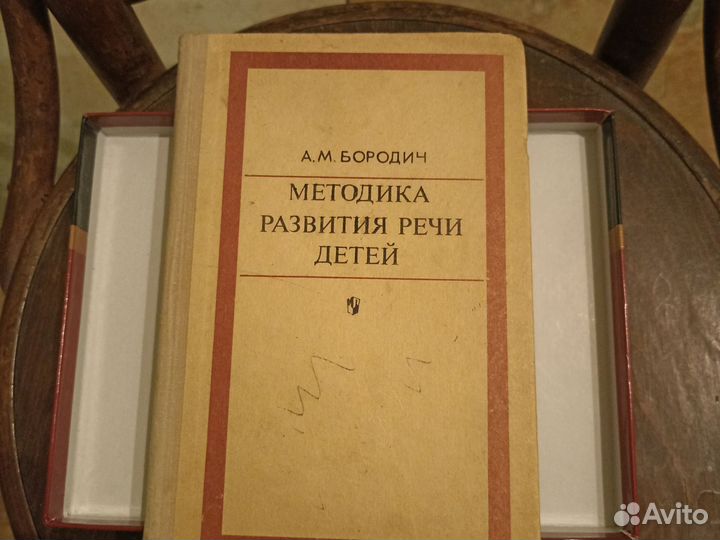 А.М. БОРОДИЧ
МЕТОДИКА
РАЗВИТИЯ РЕЧИ
ДЕТЕЙ
Avito